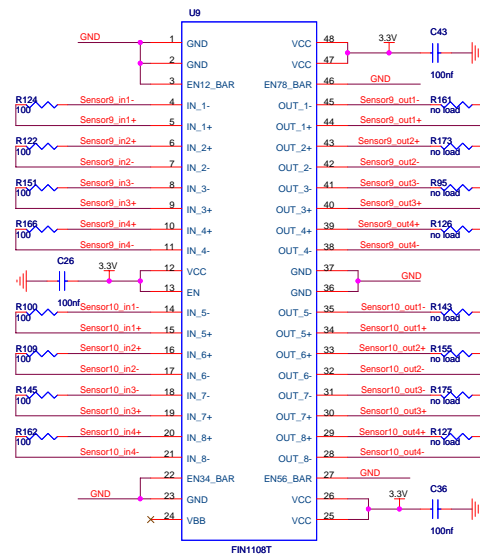 U9
GND 1 GND VCC 48 3.3V C43
2 GND VCC 47 100nf
3 EN12_BAR EN78_BAR 46 GND
R124 100 Sensor9_in1- 4 IN_1- OUT_1- 45 Sensor9_out1- R161 no load
Sensor9_in1+ 5 IN_1+ OUT_1+ 44 Sensor9_out1+
R122 100 Sensor9_in2+ 6 IN_2+ OUT_2+ 43 Sensor9_out2+ R173 no load
Sensor9_in2- 7 IN_2- OUT_2- 42 Sensor9_out2-
R151 100 Sensor9_in3- 8 IN_3- OUT_3- 41 Sensor9_out3- R95 no load
Sensor9_in3+ 9 IN_3+ OUT_3+ 40 Sensor9_out3+
R166 100 Sensor9_in4+ 10 IN_4+ OUT_4+ 39 Sensor9_out4+ R126 no load
Sensor9_in4- 11 IN_4- OUT_4- 38 Sensor9_out4-
C26 100nf 3.3V 12 VCC GND 37 GND
13 EN GND 36
R100 100 Sensor10_in1- 14 IN_5- OUT_5- 35 Sensor10_out1- R143 no load
Sensor10_in1+ 15 IN_5+ OUT_5+ 34 Sensor10_out1+
R109 100 Sensor10_in2+ 16 IN_6+ OUT_6+ 33 Sensor10_out2+ R155 no load
Sensor10_in2- 17 IN_6- OUT_6- 32 Sensor10_out2-
R145 100 Sensor10_in3- 18 IN_7- OUT_7- 31 Sensor10_out3- R175 no load
Sensor10_in3+ 19 IN_7+ OUT_7+ 30 Sensor10_out3+
R162 100 Sensor10_in4+ 20 IN_8+ OUT_8+ 29 Sensor10_out4+ R127 no load
Sensor10_in4- 21 IN_8- OUT_8- 28 Sensor10_out4-
22 EN34_BAR EN56_BAR 27 GND
GND 23 GND VCC 26 3.3V C36
24 VBB VCC 25 100nf
FIN1108T